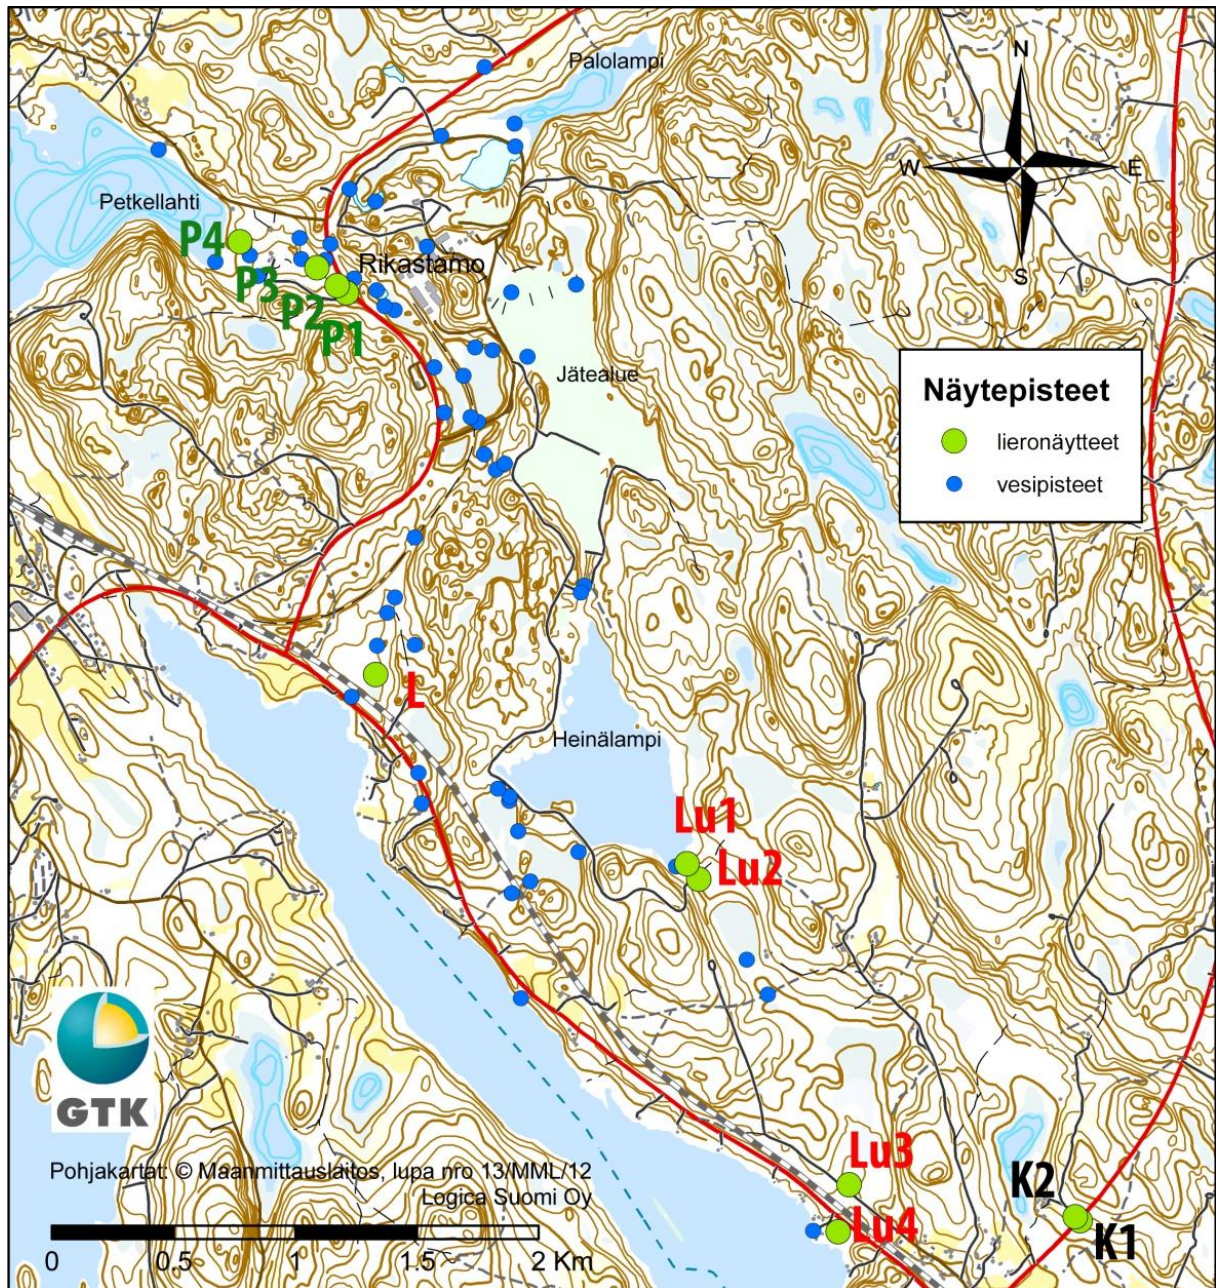 Palolampi
N
W
E
S
Petkellahti
P4
P3
Rikastamo
P2
P1
Jätealue
Näytepisteet
lieronäytteet
vesipisteet
L
Heinälampi
Lu1
Lu2
GTK
Pohjakartat: © Maanmittauslaitos, lupa nro 13/MML/12
Logica Suomi Oy
Lu3
K2
Lu4
K1
0 0.5 1 1.5 2 Km